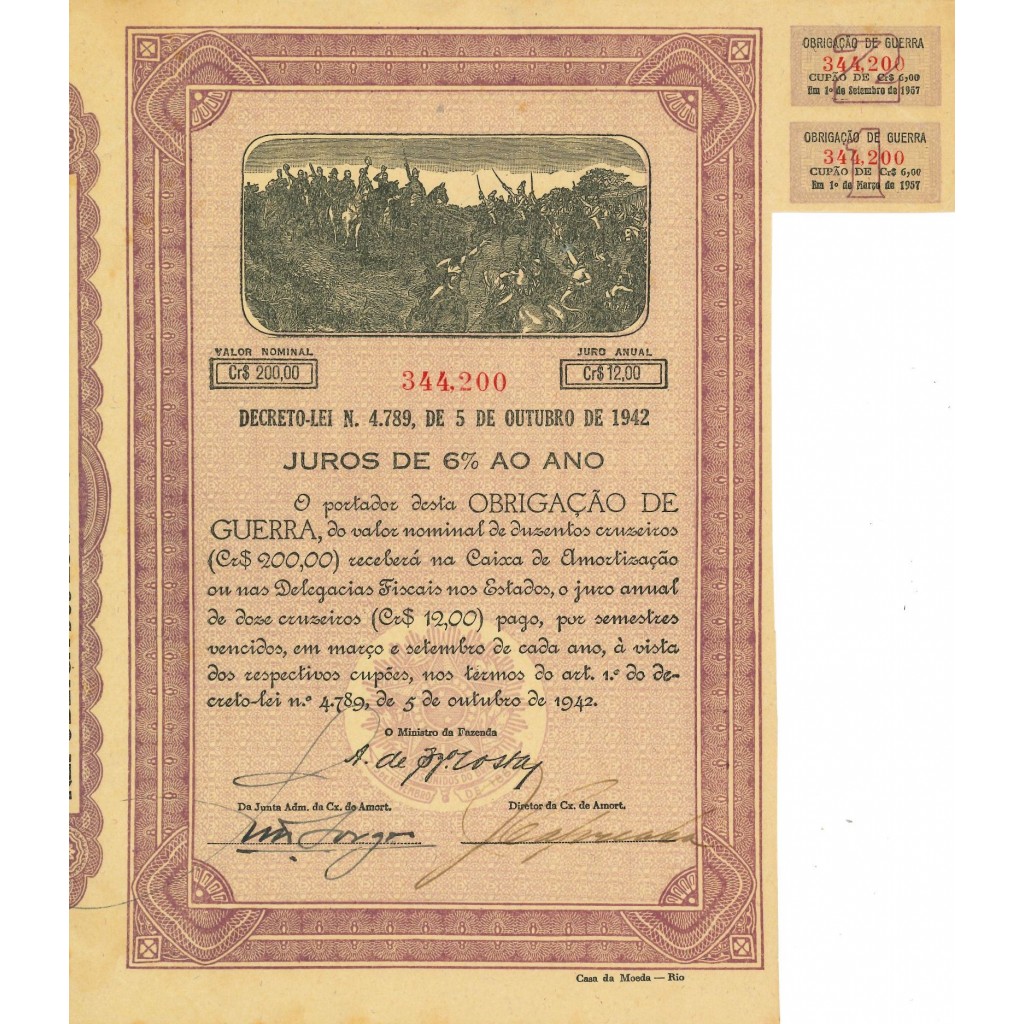 OBRIGAÇÃO DE GUERRA
344,200
CUPÃO DE Cr$ 6,00
Em 1º de Setembro de 1957
2
OBRIGAÇÃO DE GUERRA
344,200
CUPÃO DE Cr$ 6,00
Em 1º de Março de 1957
1
VALOR NOMINAL
Cr$ 200,00
344,200
JURO ANUAL
Cr$ 12,00
DECRETO-LEI N. 4.789, DE 5 DE OUTUBRO DE 1942
JUROS DE 6% AO ANO
O portador desta OBRIGAÇÃO DE
GUERRA, do valor nominal de duzentos cruzeiros
(Cr$ 200,00) receberá na Caixa de Amortização
ou nas Delegacias Fiscais nos Estados, o juro anual
de doze cruzeiros (Cr$ 12,00) pago, por semestres
vencidos, em março e setembro de cada ano, à vista
dos respectivos cupões, nos têrmos do art. 1.º do de-
creto-lei n.º 4.789, de 5 de outubro de 1942.
O Ministro da Fazenda
A. de Costa
Da Junta Adm. da Cx. de Amort.
Diretor da Cx. de Amort.
Casa da Moeda — Rio